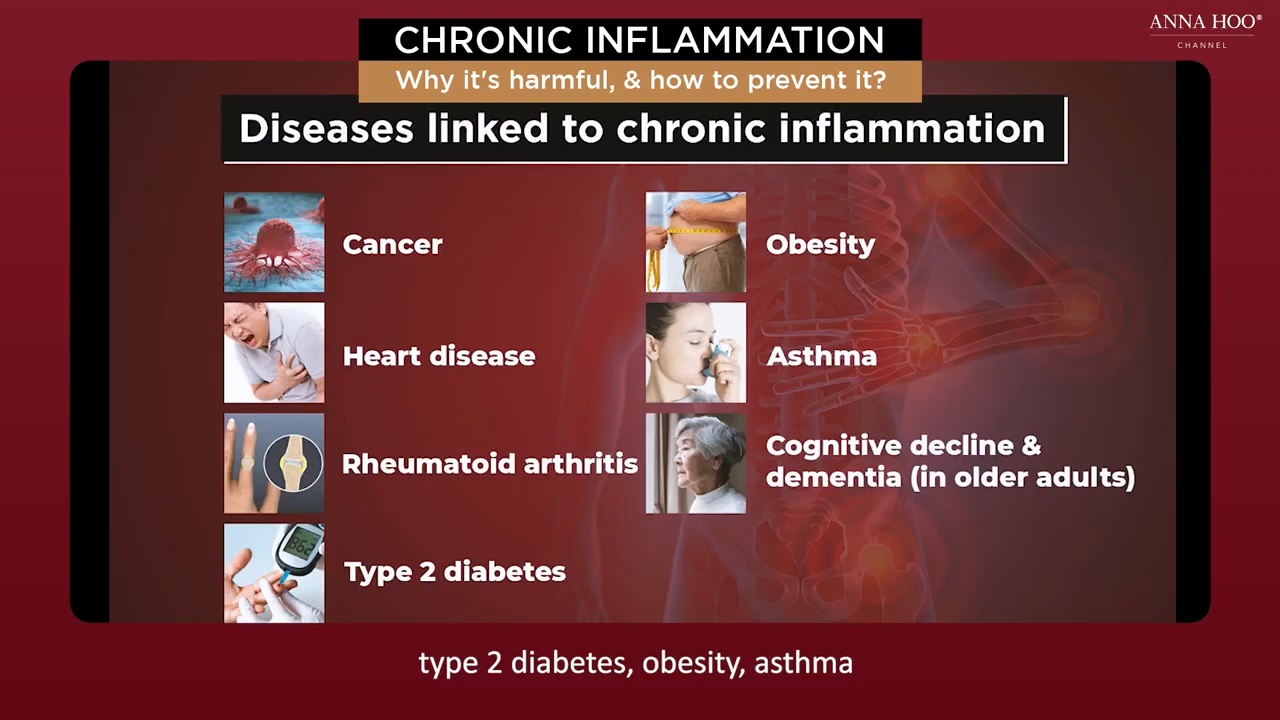 ANNA HOO®
CHANNEL
CHRONIC INFLAMMATION
Why it's harmful, & how to prevent it?
Diseases linked to chronic inflammation
Cancer
Heart disease
Rheumatoid arthritis
Type 2 diabetes
Obesity
Asthma
Cognitive decline &
dementia (in older adults)
type 2 diabetes, obesity, asthma